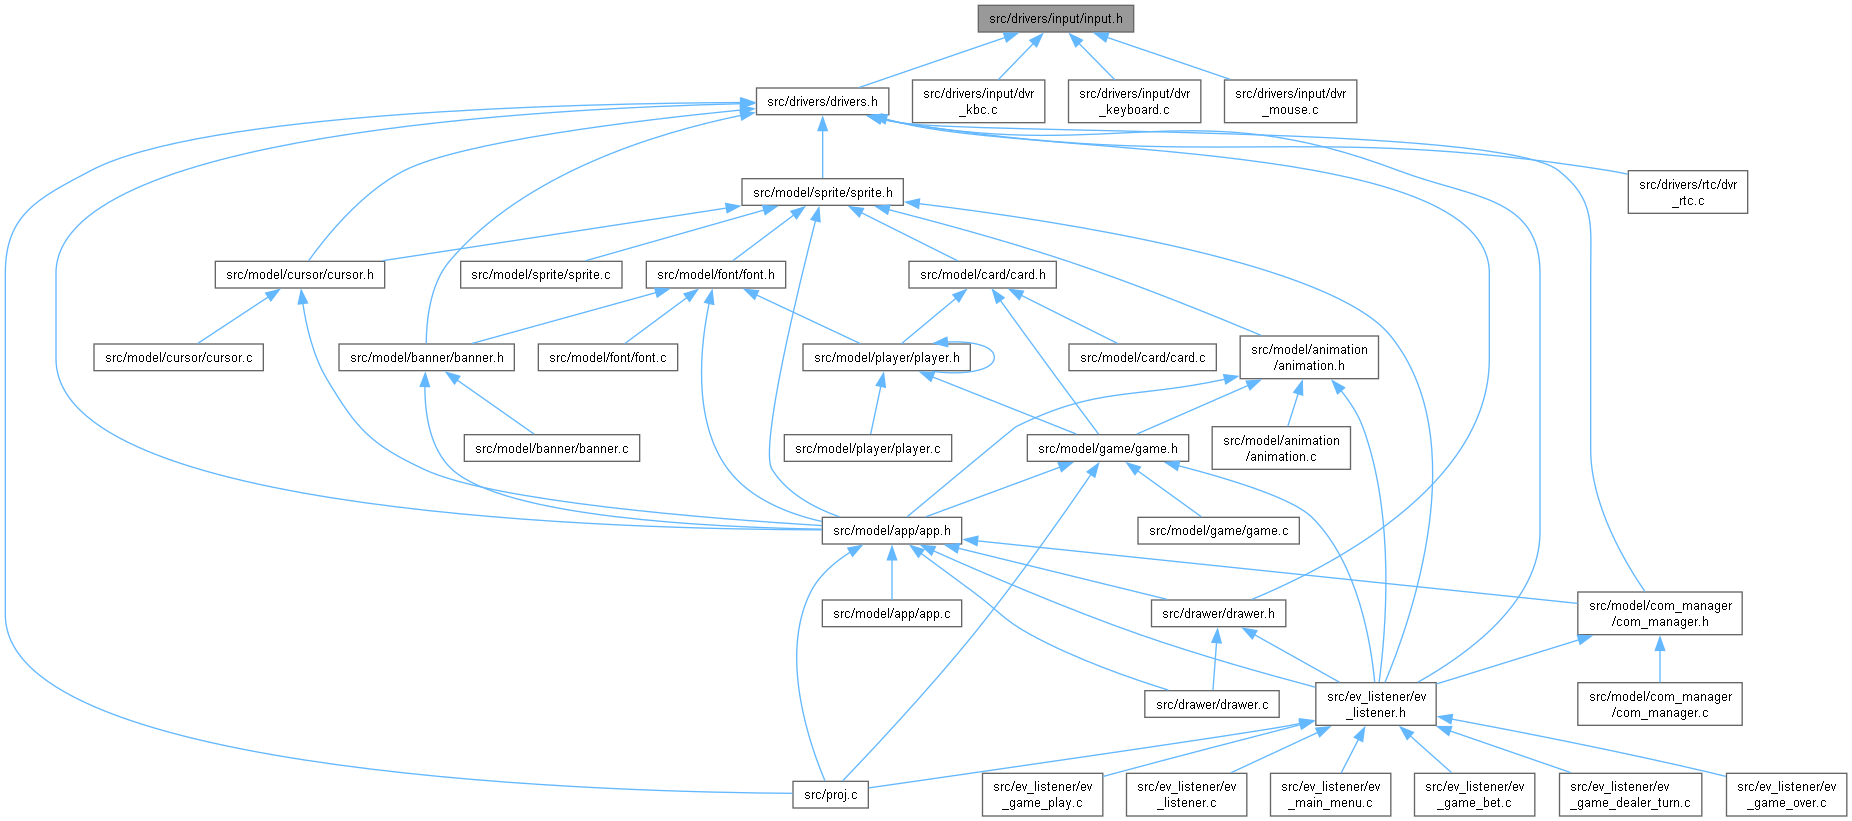 src/drivers/input/input.h
src/drivers/drivers.h
src/drivers/input/dvr
_kbc.c
src/drivers/input/dvr
_keyboard.c
src/drivers/input/dvr
_mouse.c
src/model/sprite/sprite.h
src/drivers/rtc/dvr
_rtc.c
src/model/cursor/cursor.h
src/model/sprite/sprite.c
src/model/font/font.h
src/model/card/card.h
src/model/cursor/cursor.c
src/model/banner/banner.h
src/model/font/font.c
src/model/player/player.h
src/model/card/card.c
src/model/animation
/animation.h
src/model/banner/banner.c
src/model/player/player.c
src/model/game/game.h
src/model/animation
/animation.c
src/model/app/app.h
src/model/game/game.c
src/model/app/app.c
src/drawer/drawer.h
src/model/com_manager
/com_manager.h
src/drawer/drawer.c
src/ev_listener/ev
_listener.h
src/model/com_manager
/com_manager.c
src/proj.c
src/ev_listener/ev
_game_play.c
src/ev_listener/ev
_listener.c
src/ev_listener/ev
_main_menu.c
src/ev_listener/ev
_game_bet.c
src/ev_listener/ev
_game_dealer_turn.c
src/ev_listener/ev
_game_over.c